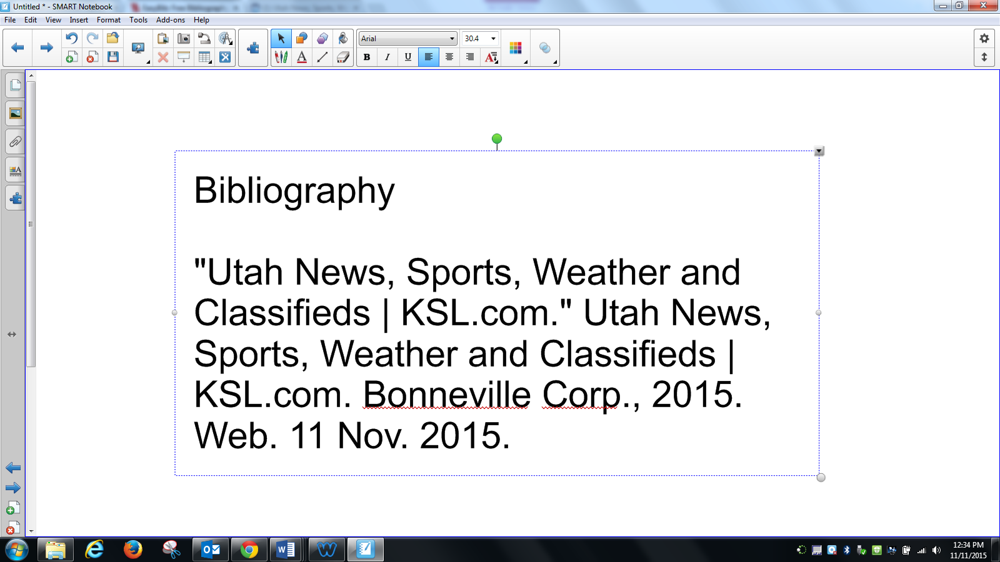 Untitled * - SMART Notebook
File Edit View Insert Format Tools Add-ons Help
Arial 30.4
B I U
Bibliography
"Utah News, Sports, Weather and
Classifieds | KSL.com." Utah News,
Sports, Weather and Classifieds |
KSL.com. Bonneville Corp., 2015.
Web. 11 Nov. 2015.
12:34 PM
11/11/2015